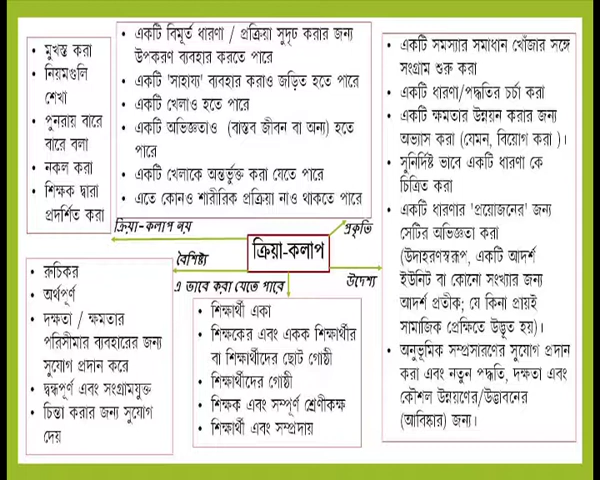 মুখস্ত করা
নিয়মগুলি
শেখা
পুনরায় বারে
বারে বলা
নকল করা
শিক্ষক দ্বারা
প্রদর্শিত করা
একটি বিমূর্ত ধারণা / প্রক্রিয়া সুদৃঢ় করার জন্য
উপকরণ ব্যবহার করতে পারে
একটি 'সাহায্য' ব্যবহার করাও জড়িত হতে পারে
একটি খেলাও হতে পারে
একটি অভিজ্ঞতাও (বাস্তব জীবন বা অন্য) হতে
পারে
একটি খেলাকে অন্তর্ভুক্ত করা যেতে পারে
এতে কোনও শারীরিক প্রক্রিয়া নাও থাকতে পারে
একটি সমস্যার সমাধান খোঁজার সঙ্গে
সংগ্রাম শুরু করা
একটি ধারণা/পদ্ধতির চর্চা করা
একটি ক্ষমতার উন্নয়ন করার জন্য
অভ্যাস করা (যেমন, বিয়োগ করা )।
সুনির্দিষ্ট ভাবে একটি ধারণা কে
চিত্রিত করা
একটি ধারণার 'প্রয়োজনের' জন্য
সেটির অভিজ্ঞতা করা
(উদাহরণস্বরূপ, একটি আদর্শ
ইউনিট বা কোনো সংখ্যার জন্য
আদর্শ প্রতীক; যে কিনা প্রায়ই
সামাজিক প্রেক্ষিতে উদ্ভূত হয়)।
অনুভূমিক সম্প্রসারণের সুযোগ প্রদান
করা এবং নতুন পদ্ধতি, দক্ষতা এবং
কৌশল উন্নয়ণের/উদ্ভাবনের
(আবিষ্কার) জন্য।
ক্রিয়া-কলাপ নয়
প্রকৃতি
ক্রিয়া-কলাপ
বৈশিষ্ট্য
এ ভাবে করা যেতে পারে
উদ্দেশ্য
রুচিকর
অর্থপূর্ণ
দক্ষতা / ক্ষমতার
পরিসীমার ব্যবহারের জন্য
সুযোগ প্রদান করে
দ্বন্ধপূর্ণ এবং সংগ্রামযুক্ত
চিন্তা করার জন্য সুযোগ
দেয়
শিক্ষার্থী একা
শিক্ষকের এবং একক শিক্ষার্থীর
বা শিক্ষার্থীদের ছোট গোষ্ঠী
শিক্ষার্থীদের গোষ্ঠী
শিক্ষক এবং সম্পূর্ণ শ্রেণীকক্ষ
শিক্ষার্থী এবং সম্প্রদায়